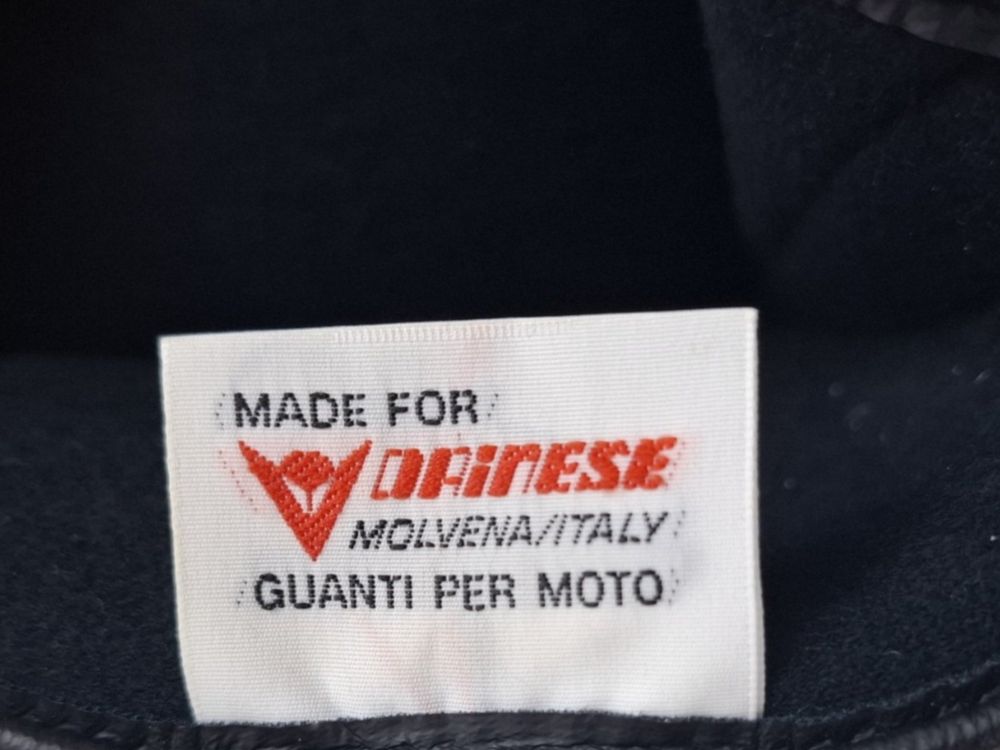 MADE FOR
DAINESE
MOLVENA/ITALY
GUANTI PER MOTO